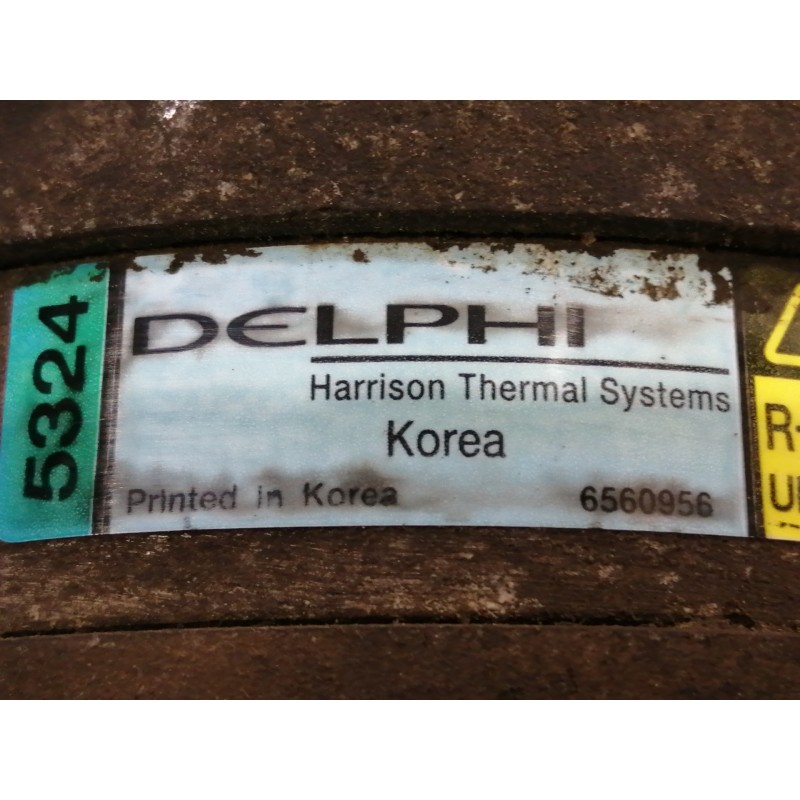 5324
DELPHI
Harrison Thermal Systems
Korea
Printed in Korea
6560956